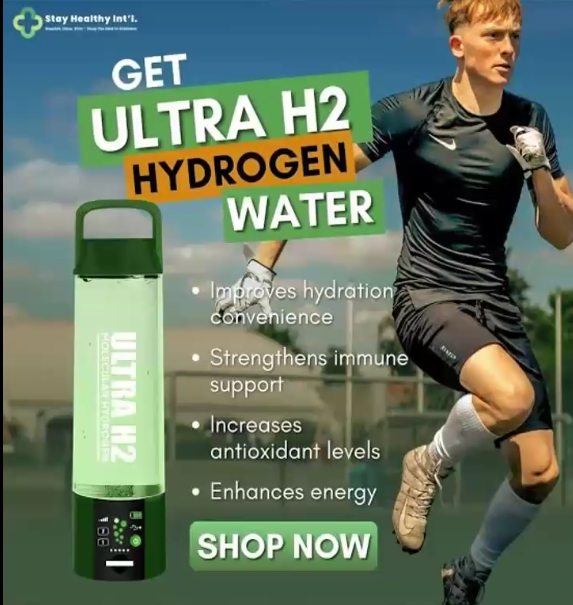 Stay Healthy Int'l.
GET
ULTRA H2
HYDROGEN
WATER
• Improves hydration
convenience
• Strengthens immune
support
• Increases
antioxidant levels
• Enhances energy
SHOP NOW
ULTRA H2
MOLECULAR HYDROGEN